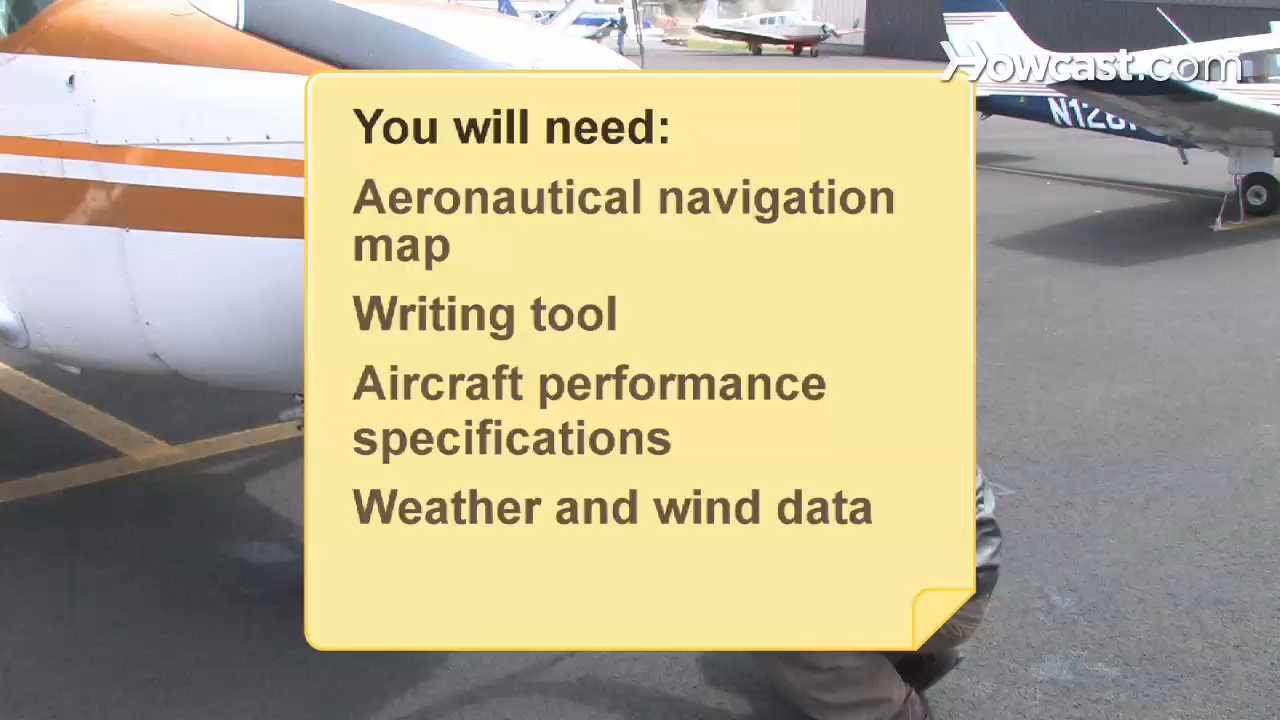 Howcast.com
You will need:
Aeronautical navigation
map
Writing tool
Aircraft performance
specifications
Weather and wind data